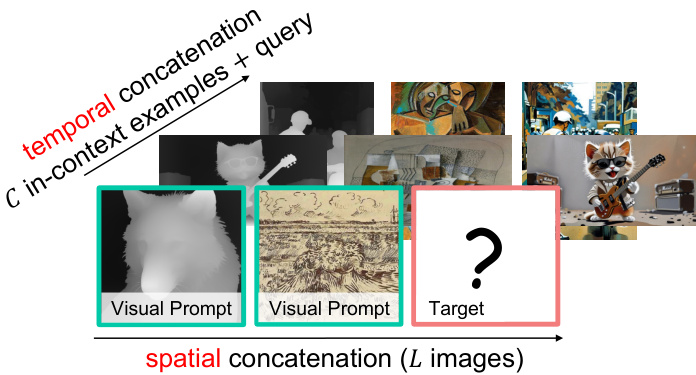 temporal concatenation
C in-context examples + query
Visual Prompt
Visual Prompt
?
Target
spatial concatenation (L images)